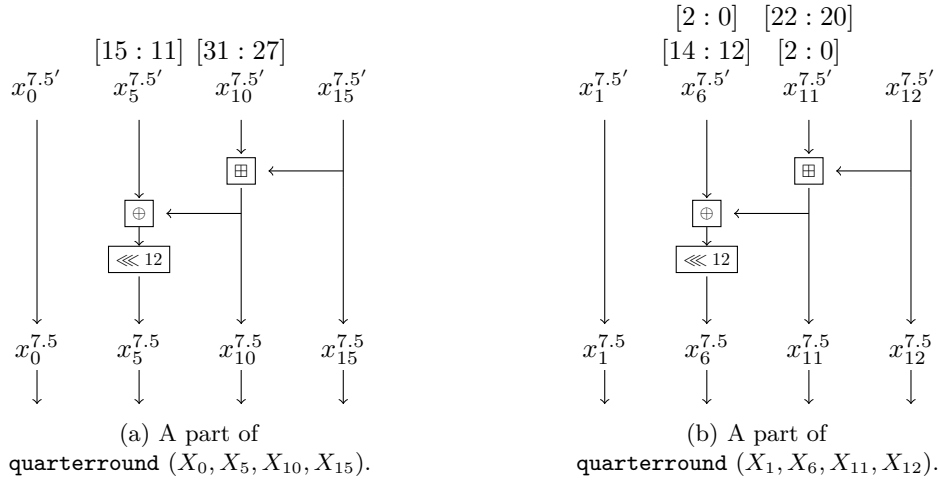 [2 : 0] [22 : 20]
[15 : 11] [31 : 27] [14 : 12] [2 : 0]
x_0^{7.5′} x_5^{7.5′} x_{10}^{7.5′} x_{15}^{7.5′} x_1^{7.5′} x_6^{7.5′} x_{11}^{7.5′} x_{12}^{7.5′}
⊞ ⊞
⊕ ⊕
⋘ 12 ⋘ 12
x_0^{7.5} x_5^{7.5} x_{10}^{7.5} x_{15}^{7.5} x_1^{7.5} x_6^{7.5} x_{11}^{7.5} x_{12}^{7.5}
(a) A part of
quarterround (X_0, X_5, X_{10}, X_{15}).
(b) A part of
quarterround (X_1, X_6, X_{11}, X_{12}).